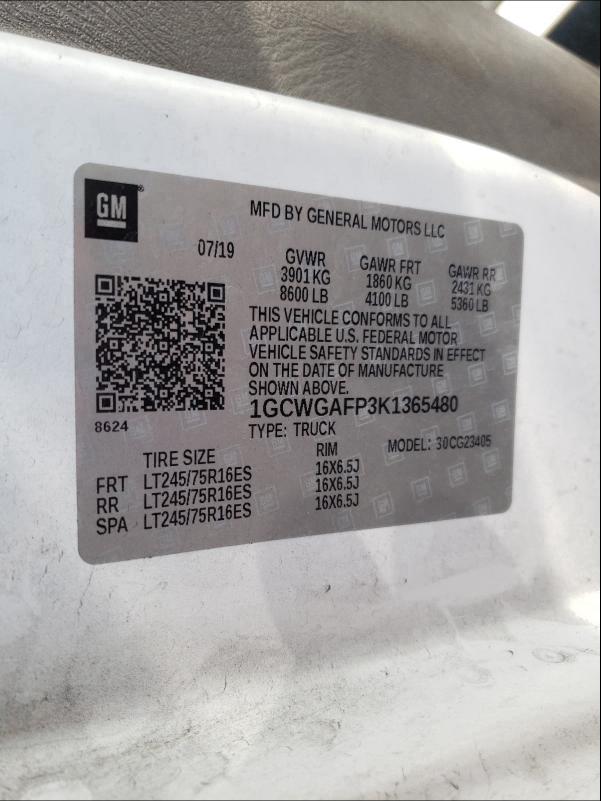 GM
MFD BY GENERAL MOTORS LLC
07/19
GVWR GAWR FRT GAWR RR
3901 KG 1860 KG 2431 KG
8600 LB 4100 LB 5360 LB
THIS VEHICLE CONFORMS TO ALL
APPLICABLE U.S. FEDERAL MOTOR
VEHICLE SAFETY STANDARDS IN EFFECT
ON THE DATE OF MANUFACTURE
SHOWN ABOVE.
8624
1GCWGAFP3K1365480
TYPE: TRUCK MODEL: 30CG23405
TIRE SIZE RIM
FRT LT245/75R16ES 16X6.5J
RR LT245/75R16ES 16X6.5J
SPA LT245/75R16ES 16X6.5J